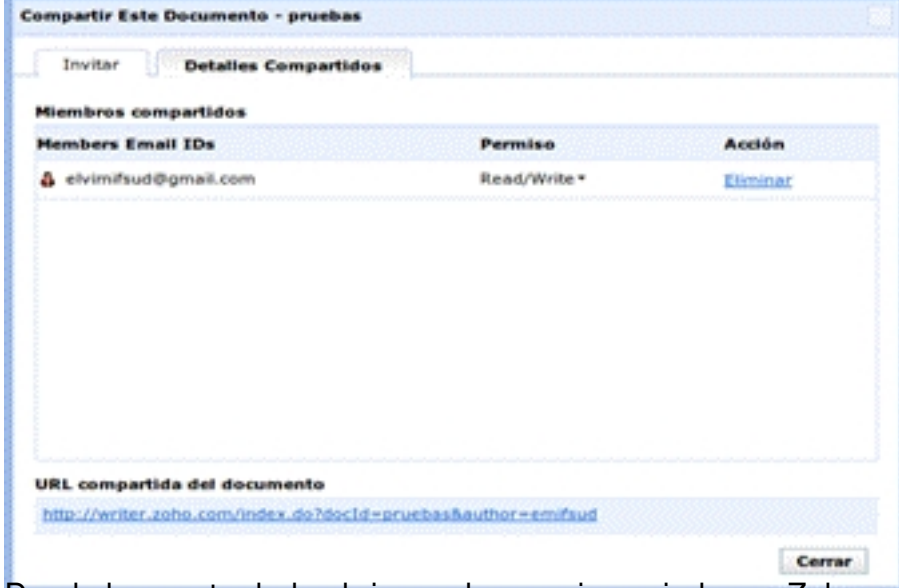 Compartir Este Documento - pruebas
Invitar Detalles Compartidos
Miembros compartidos
Members Email IDs Permiso Acción
elvimifsud@gmail.com Read/Write Eliminar
URL compartida del documento
http://writer.zoho.com/index.do?docId=pruebas&author=emifsud
Cerrar